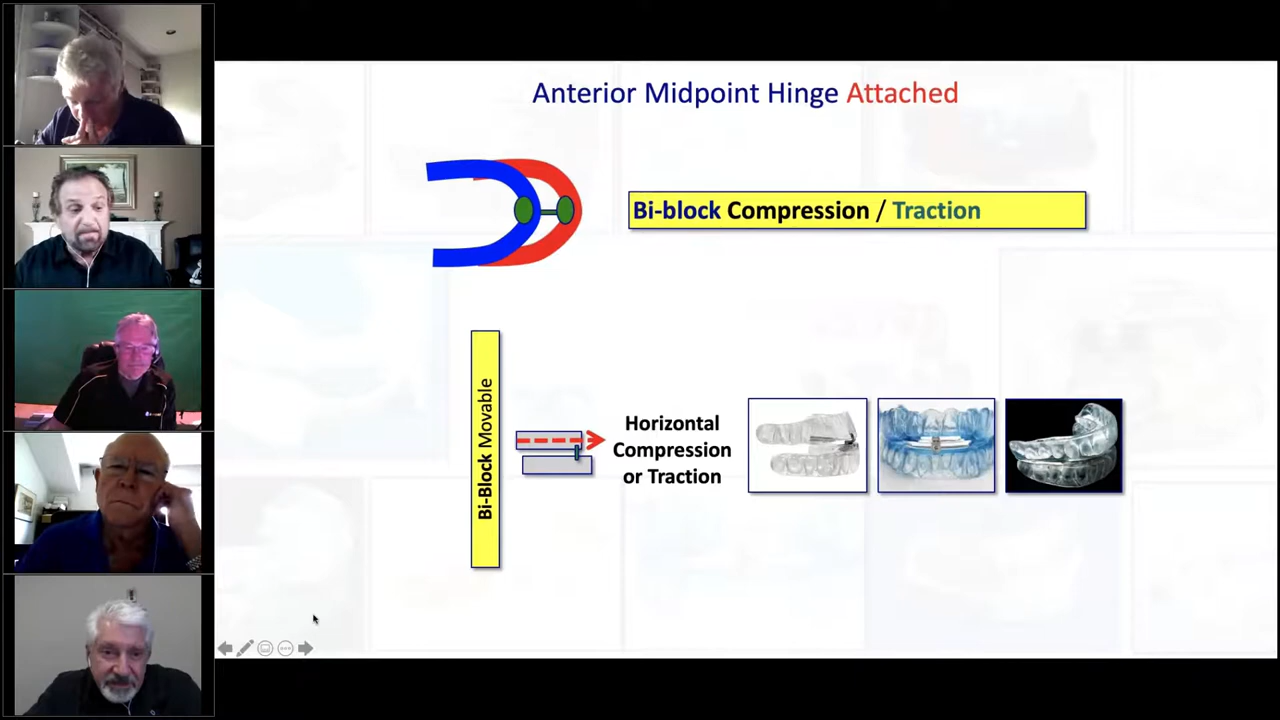 Anterior Midpoint Hinge Attached
Bi-block Compression / Traction
Bi-Block Movable
Horizontal
Compression
or Traction